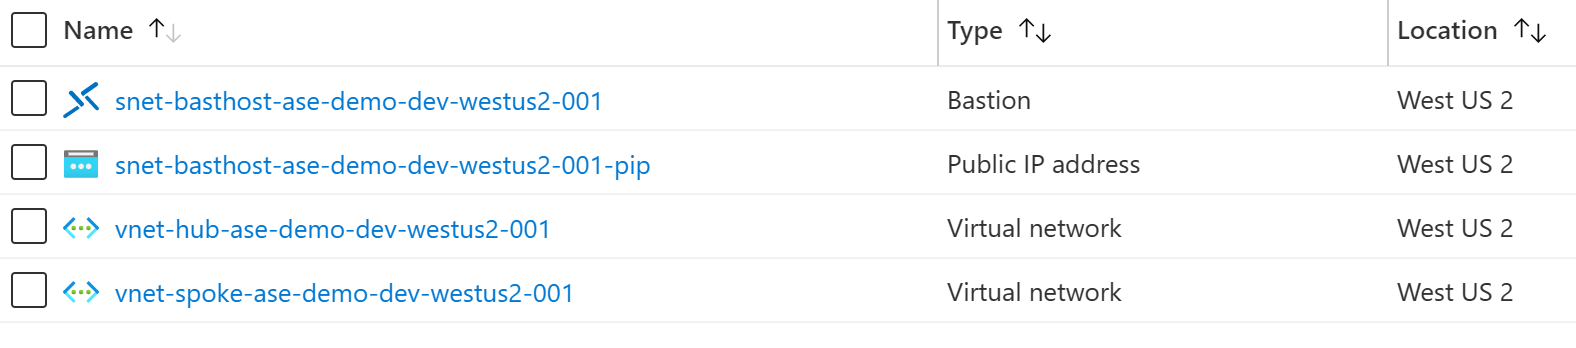 Name Type Location
snet-basthost-ase-demo-dev-westus2-001 Bastion West US 2
snet-basthost-ase-demo-dev-westus2-001-pip Public IP address West US 2
vnet-hub-ase-demo-dev-westus2-001 Virtual network West US 2
vnet-spoke-ase-demo-dev-westus2-001 Virtual network West US 2